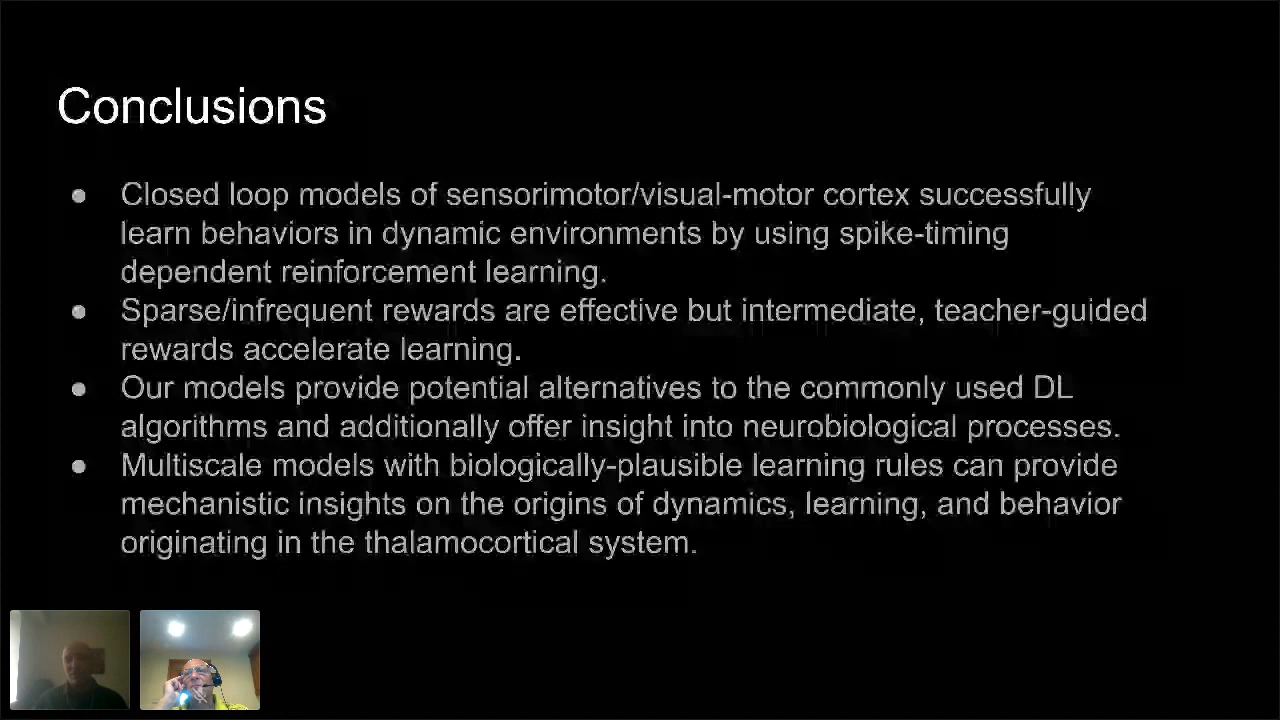 Conclusions
● Closed loop models of sensorimotor/visual-motor cortex successfully
learn behaviors in dynamic environments by using spike-timing
dependent reinforcement learning.
● Sparse/infrequent rewards are effective but intermediate, teacher-guided
rewards accelerate learning.
● Our models provide potential alternatives to the commonly used DL
algorithms and additionally offer insight into neurobiological processes.
● Multiscale models with biologically-plausible learning rules can provide
mechanistic insights on the origins of dynamics, learning, and behavior
originating in the thalamocortical system.